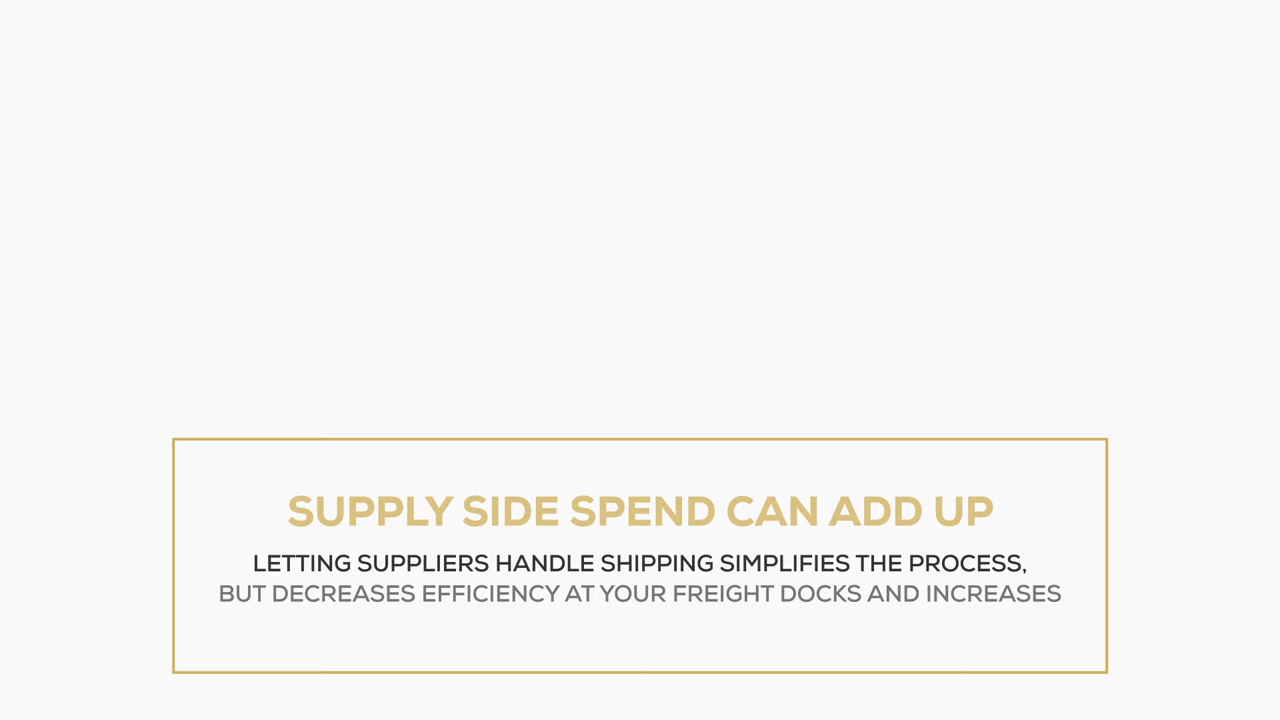 SUPPLY SIDE SPEND CAN ADD UP
LETTING SUPPLIERS HANDLE SHIPPING SIMPLIFIES THE PROCESS,
BUT DECREASES EFFICIENCY AT YOUR FREIGHT DOCKS AND INCREASES